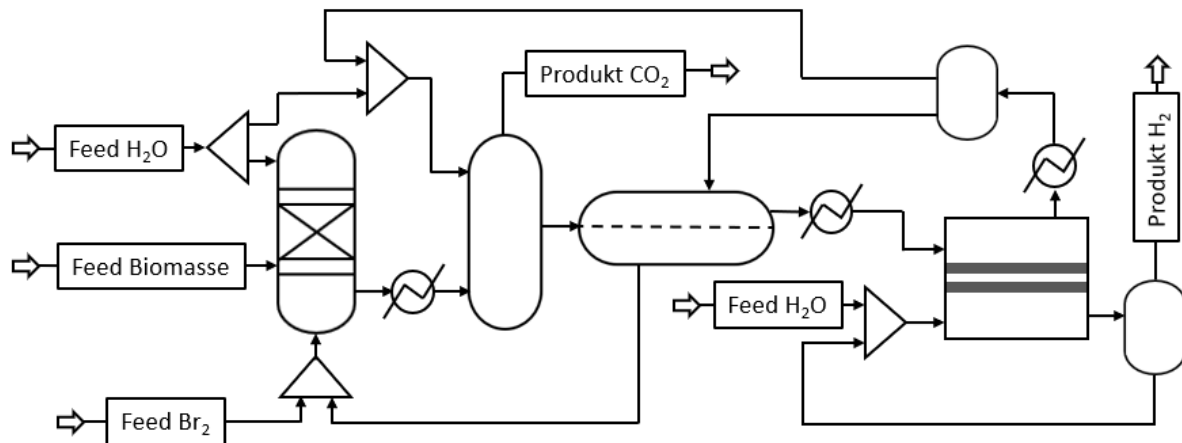 Produkt CO₂
Produkt H₂
Feed H₂O
Feed Biomasse
Feed H₂O
Feed Br₂